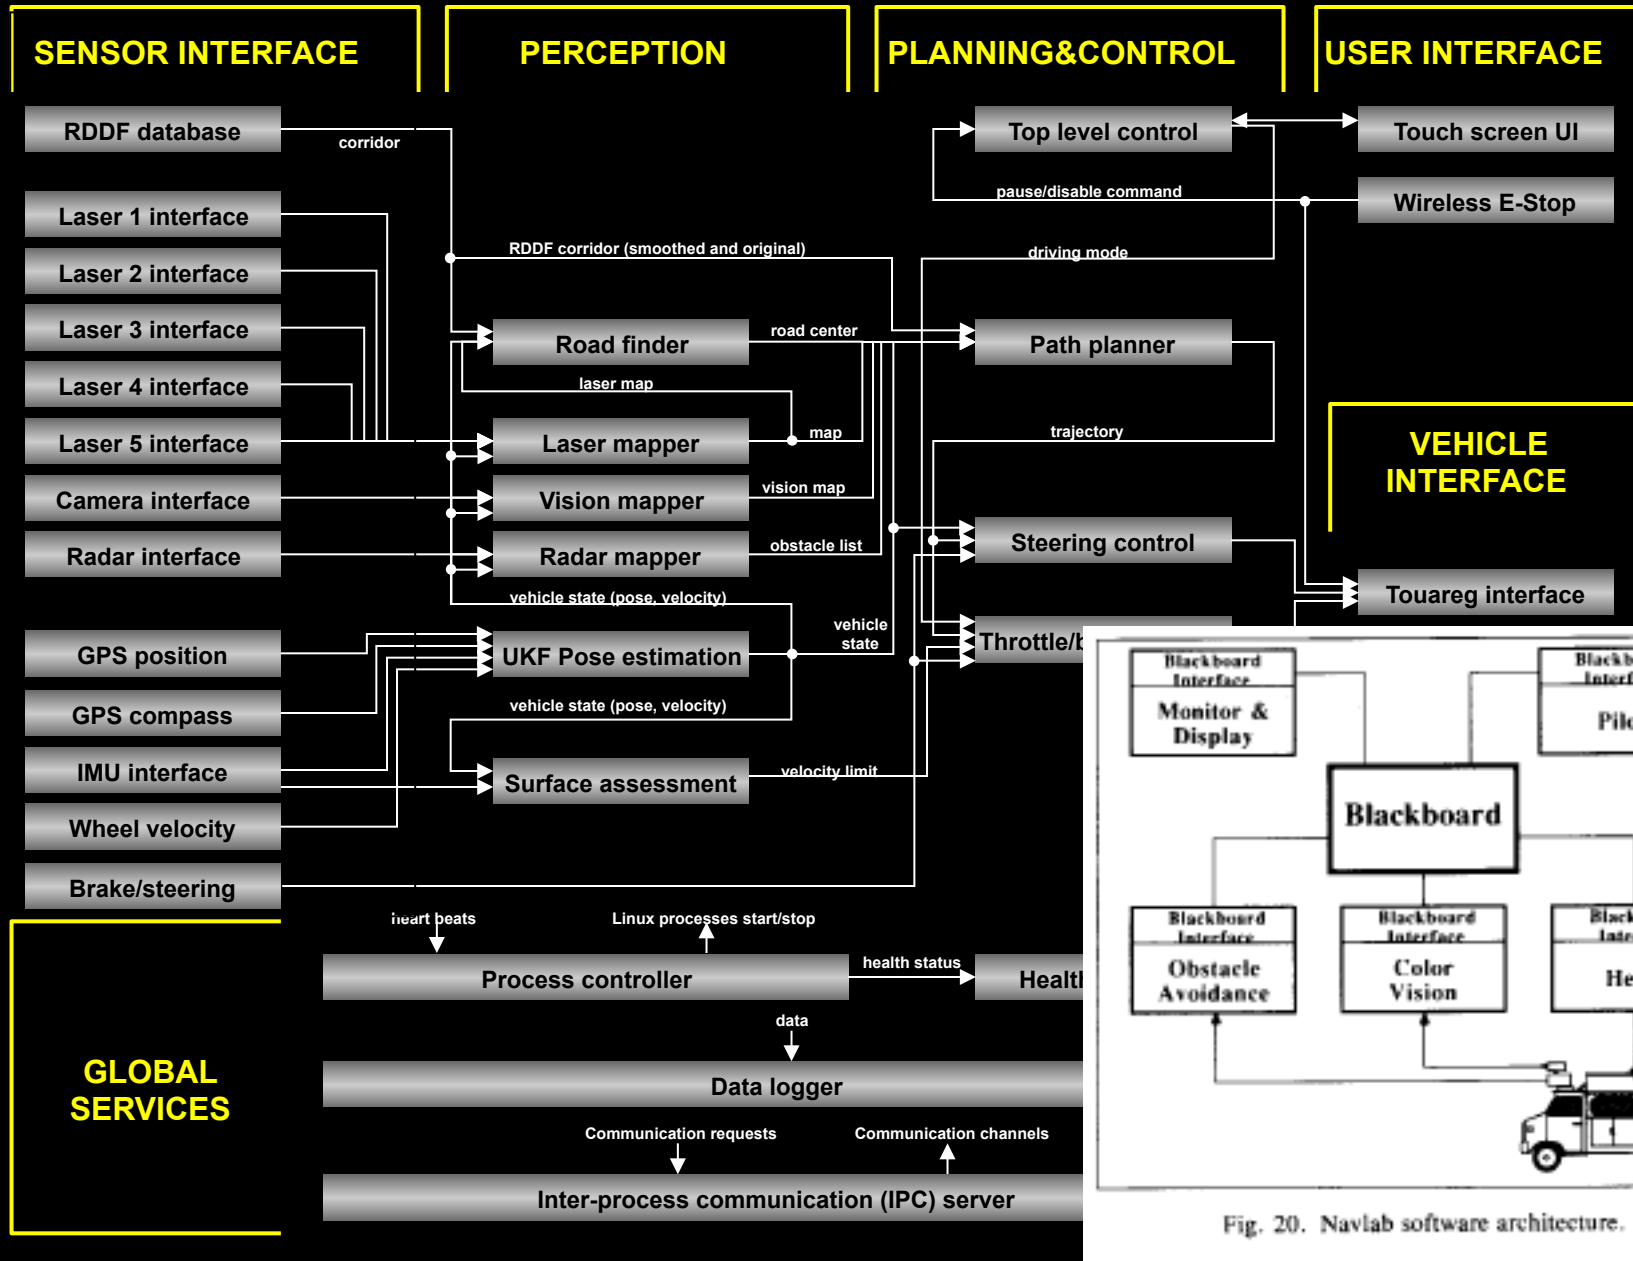 SENSOR INTERFACE
PERCEPTION
PLANNING&CONTROL
USER INTERFACE
RDDF database
corridor
Top level control
Touch screen UI
pause/disable command
Wireless E-Stop
Laser 1 interface
RDDF corridor (smoothed and original)
driving mode
Laser 2 interface
Laser 3 interface
Road finder
road center
Path planner
Laser 4 interface
laser map
Laser 5 interface
Laser mapper
map
trajectory
VEHICLE
INTERFACE
Camera interface
Vision mapper
vision map
Radar interface
Radar mapper
obstacle list
Steering control
vehicle state (pose, velocity)
Touareg interface
vehicle
state
GPS position
UKF Pose estimation
Throttle/b
GPS compass
vehicle state (pose, velocity)
IMU interface
Surface assessment
velocity limit
Wheel velocity
Brake/steering
heart beats
Linux processes start/stop
Process controller
health status
Health
data
GLOBAL
SERVICES
Data logger
Communication requests
Communication channels
Inter-process communication (IPC) server
Blackboard
Interface
Monitor &
Display
Blackboard
Blackboard
Interface
Obstacle
Avoidance
Blackboard
Interface
Color
Vision
Fig. 20. Navlab software architecture.